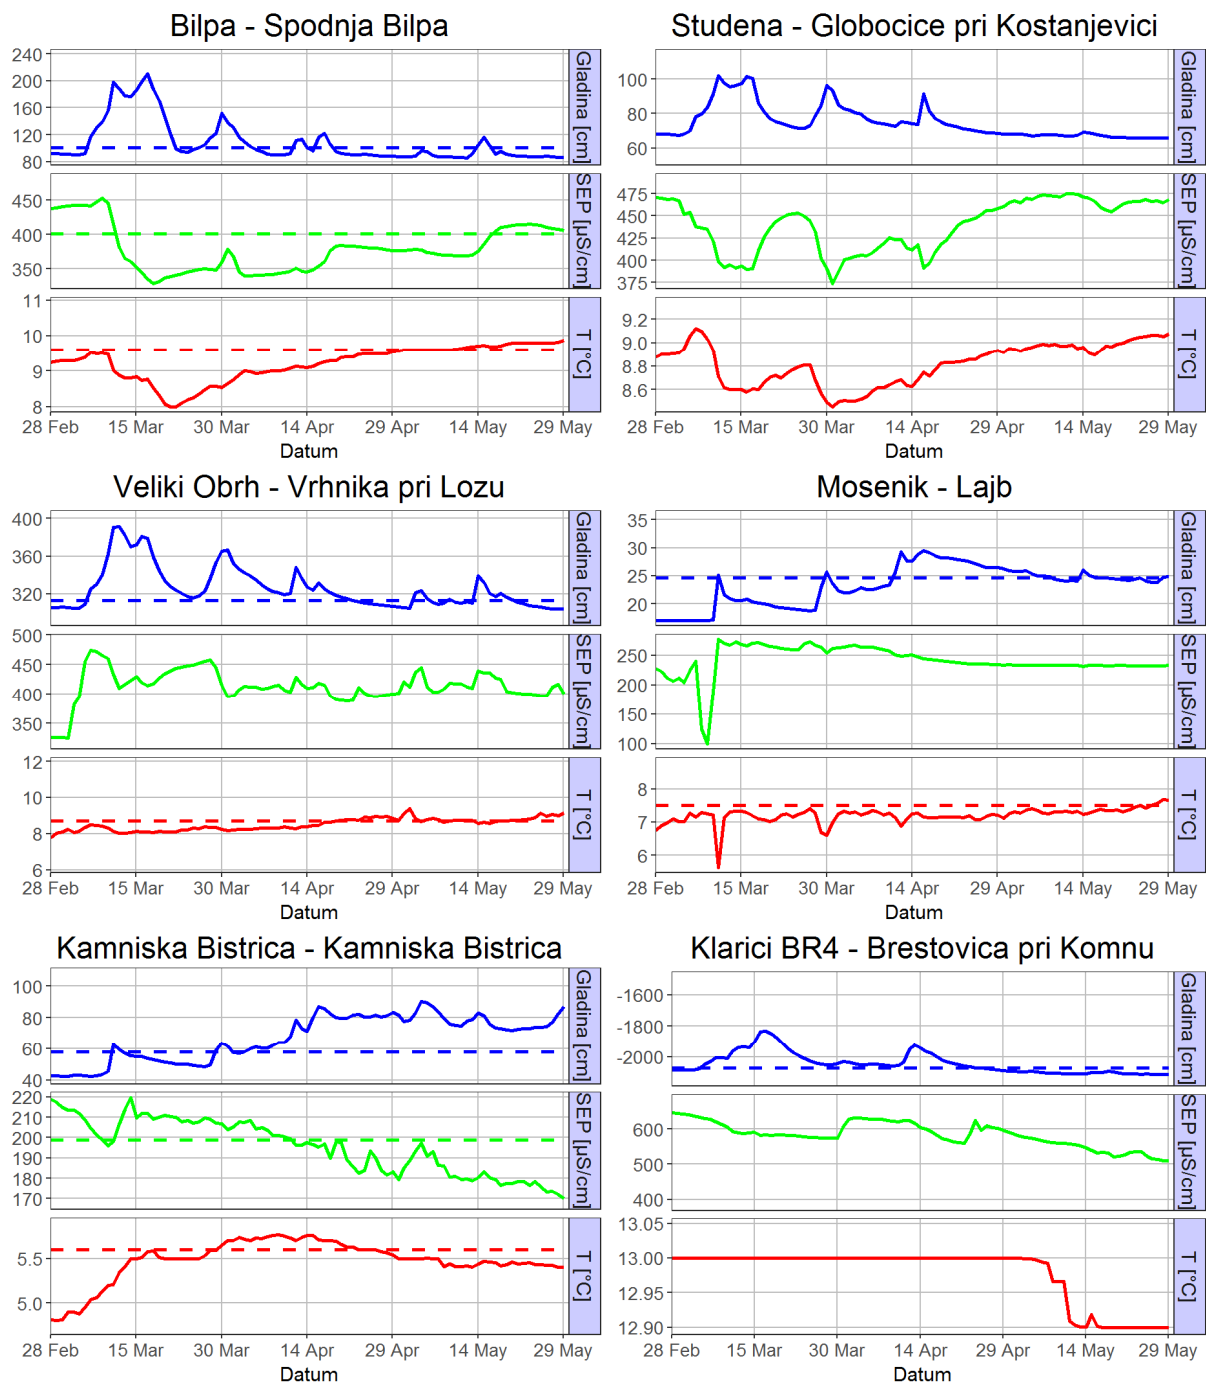 Bilpa - Spodnja Bilpa
240
200
160
120
80
Gladina [cm]
450
400
350
SEP [µS/cm]
11
10
9
8
T [°C]
28 Feb 15 Mar 30 Mar 14 Apr 29 Apr 14 May 29 May
Datum
Studena - Globocice pri Kostanjevici
100
80
60
Gladina [cm]
475
450
425
400
375
SEP [µS/cm]
9.2
9.0
8.8
8.6
T [°C]
28 Feb 15 Mar 30 Mar 14 Apr 29 Apr 14 May 29 May
Datum
Veliki Obrh - Vrhnika pri Lozu
400
360
320
Gladina [cm]
500
450
400
350
SEP [µS/cm]
12
10
8
6
T [°C]
28 Feb 15 Mar 30 Mar 14 Apr 29 Apr 14 May 29 May
Datum
Mosenik - Lajb
35
30
25
20
Gladina [cm]
250
200
150
100
SEP [µS/cm]
8
7
6
T [°C]
28 Feb 15 Mar 30 Mar 14 Apr 29 Apr 14 May 29 May
Datum
Kamniska Bistrica - Kamniska Bistrica
100
80
60
40
Gladina [cm]
220
210
200
190
180
170
SEP [µS/cm]
5.5
5.0
T [°C]
28 Feb 15 Mar 30 Mar 14 Apr 29 Apr 14 May 29 May
Datum
Klarici BR4 - Brestovica pri Komnu
-1600
-1800
-2000
Gladina [cm]
600
500
400
SEP [µS/cm]
13.05
13.00
12.95
12.90
T [°C]
28 Feb 15 Mar 30 Mar 14 Apr 29 Apr 14 May 29 May
Datum